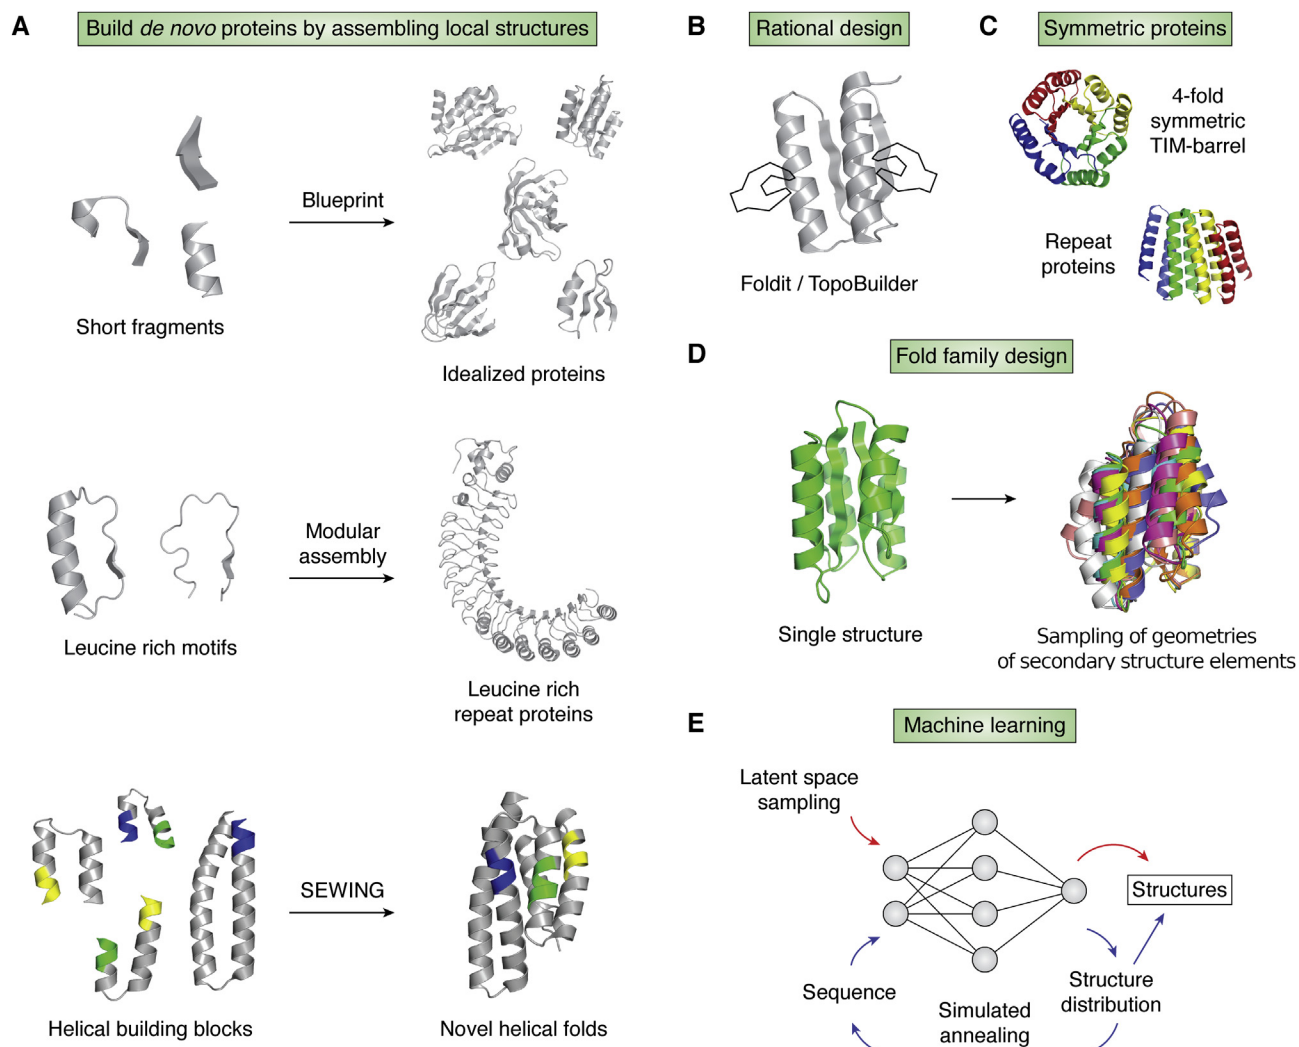 A
Build de novo proteins by assembling local structures
Blueprint
Short fragments
Idealized proteins
Modular
assembly
Leucine rich motifs
Leucine rich
repeat proteins
SEWING
Helical building blocks
Novel helical folds
B
Rational design
Foldit / TopoBuilder
C
Symmetric proteins
4-fold
symmetric
TIM-barrel
Repeat
proteins
D
Fold family design
Single structure
Sampling of geometries
of secondary structure elements
E
Machine learning
Latent space
sampling
Structures
Sequence
Simulated
annealing
Structure
distribution